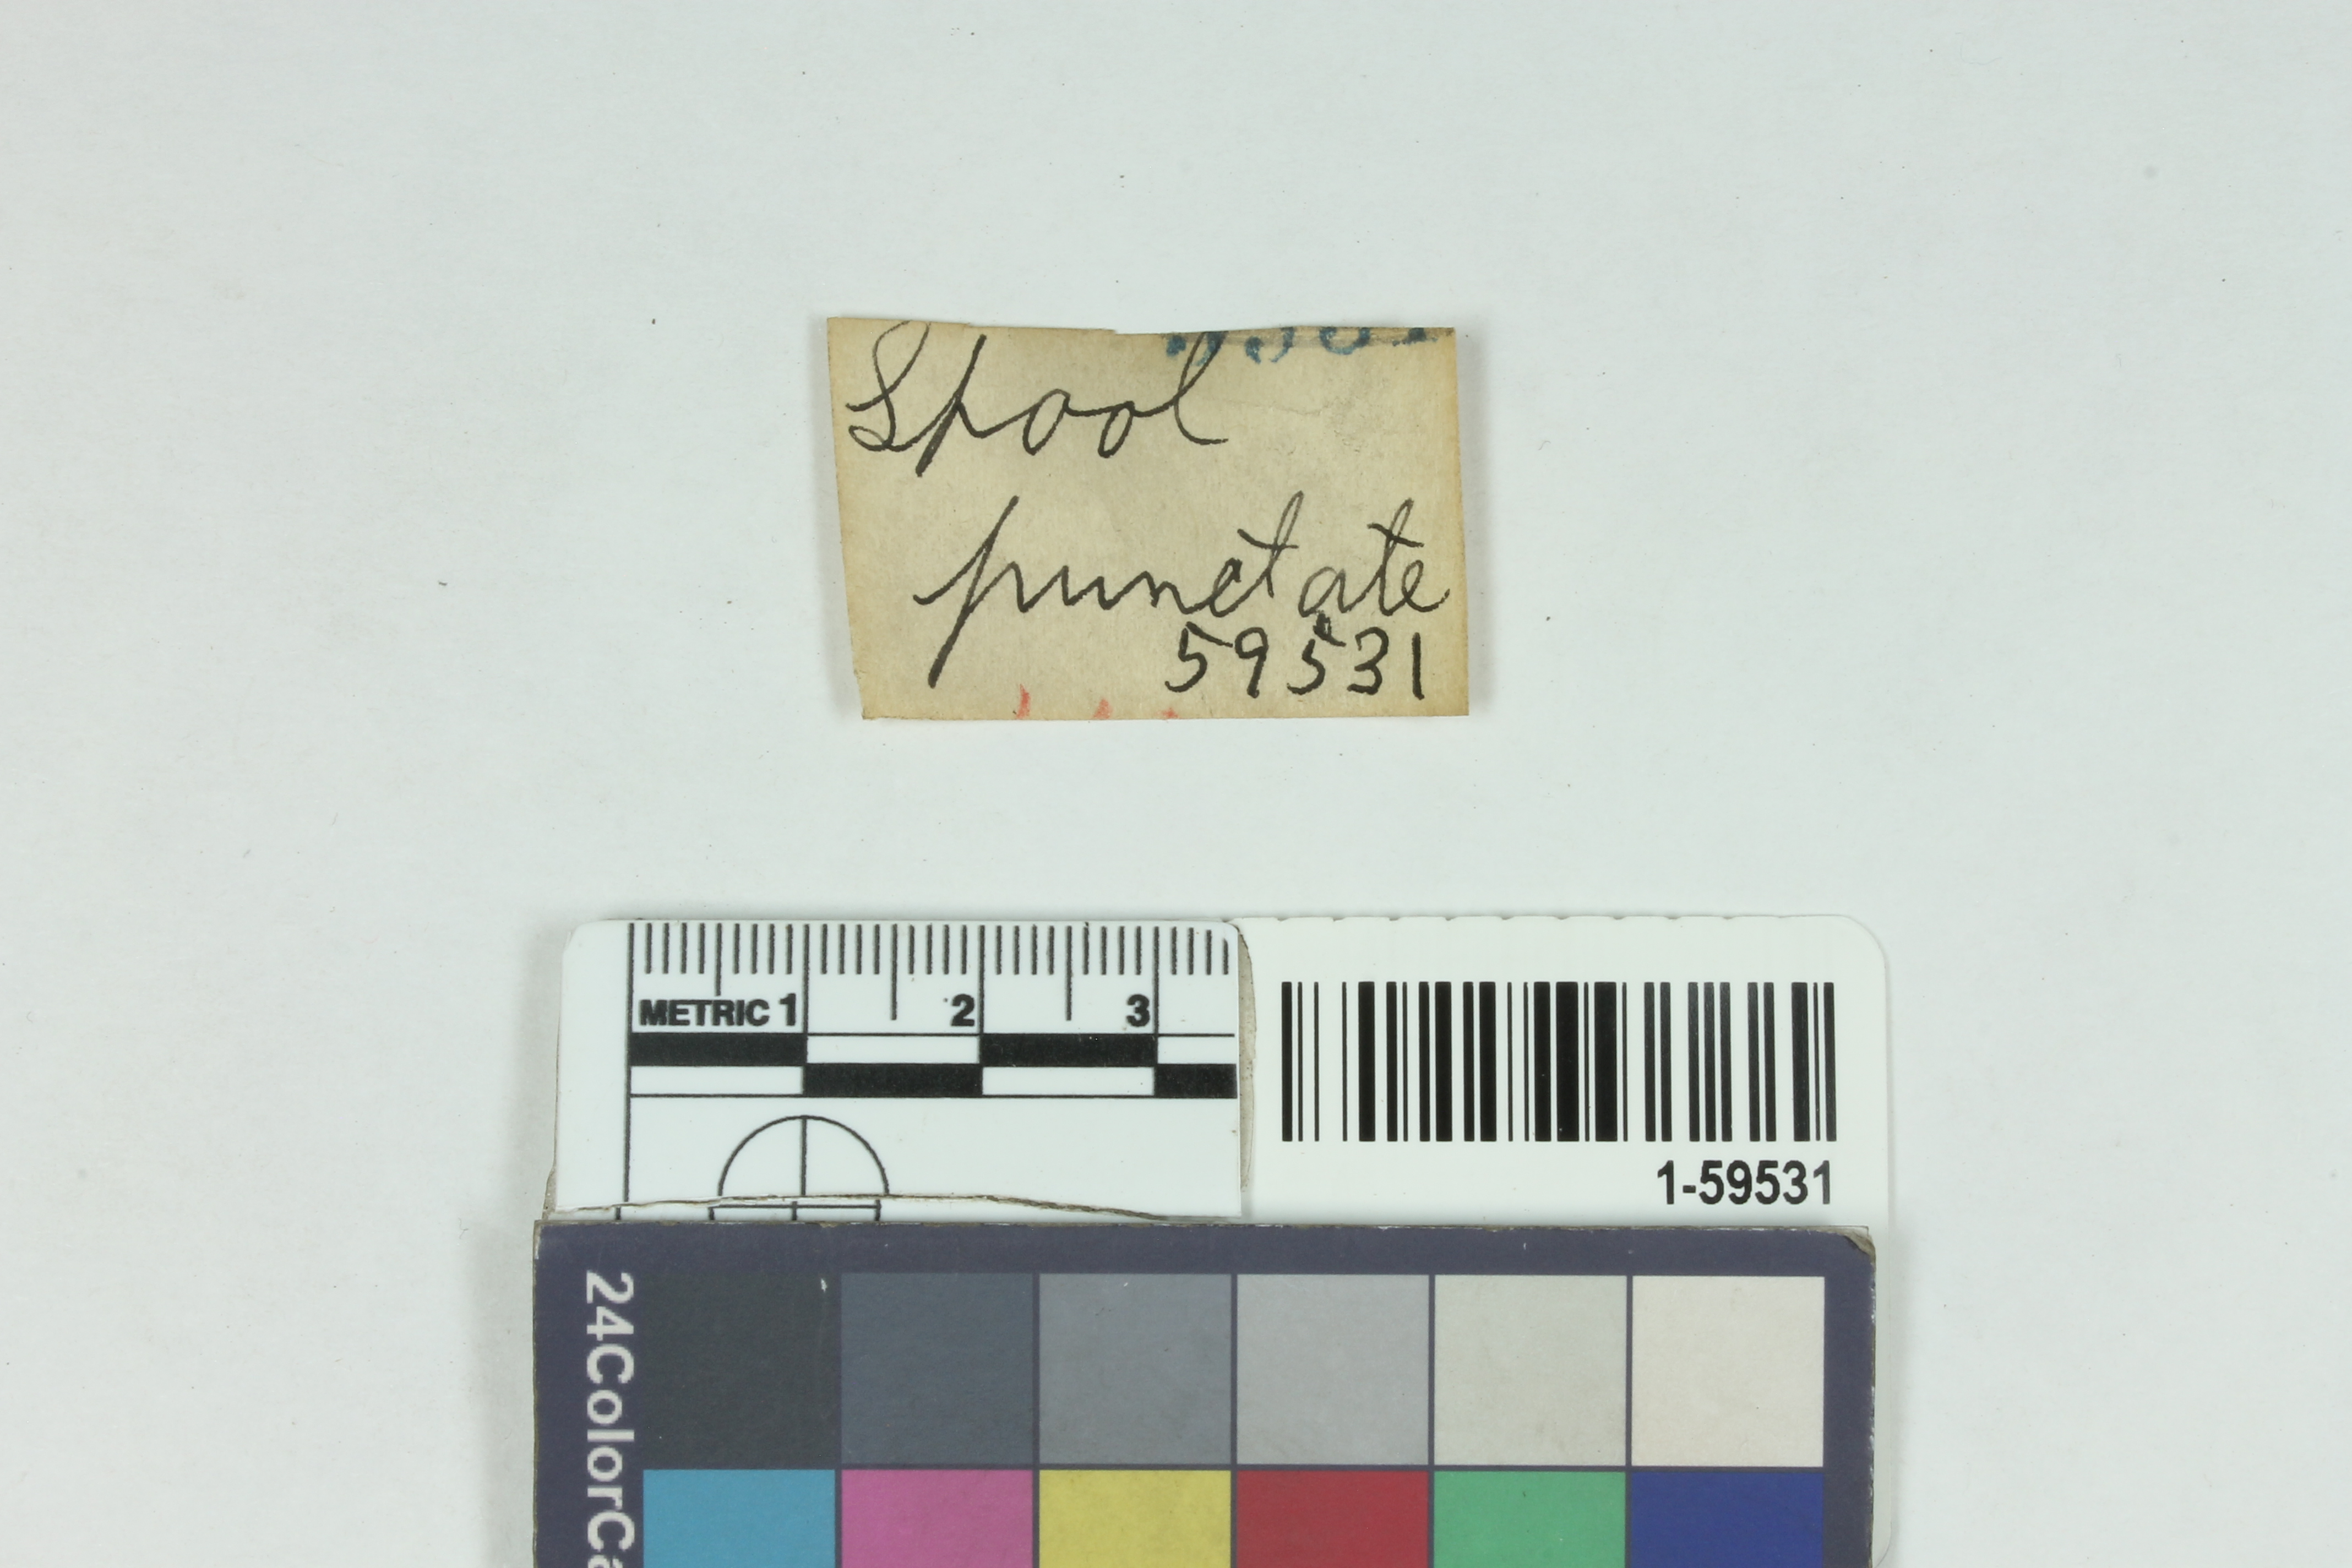 Spool
punctate
59531
METRIC 1 2 3
1-59531
24ColorCa